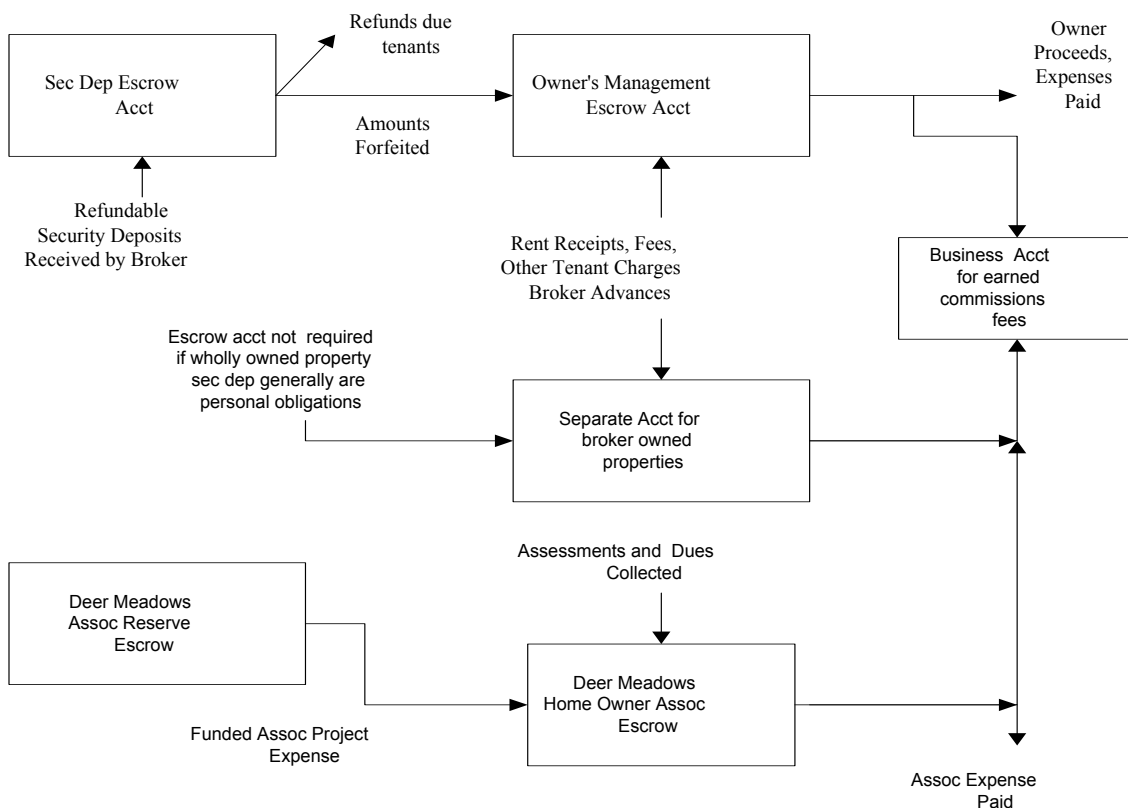 Refunds due
tenants
Sec Dep Escrow
Acct
Amounts
Forfeited
Owner's Management
Escrow Acct
Owner
Proceeds,
Expenses
Paid
Refundable
Security Deposits
Received by Broker
Rent Receipts, Fees,
Other Tenant Charges
Broker Advances
Business Acct
for earned
commissions
fees
Escrow acct not required
if wholly owned property
sec dep generally are
personal obligations
Separate Acct for
broker owned
properties
Assessments and Dues
Collected
Deer Meadows
Assoc Reserve
Escrow
Deer Meadows
Home Owner Assoc
Escrow
Funded Assoc Project
Expense
Assoc Expense
Paid